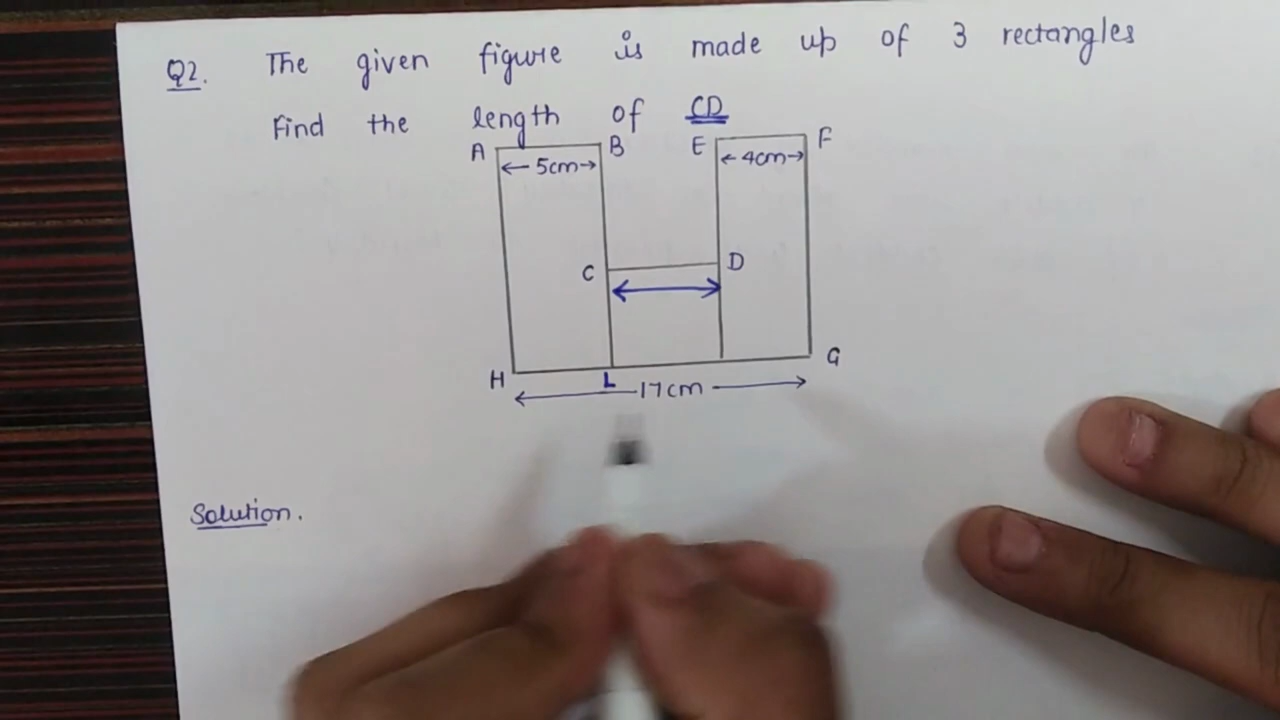 Q2. The given figure is made up of 3 rectangles
Find the length of CD
A B E F
5cm 4cm
C D
H L G
17cm
Solution.